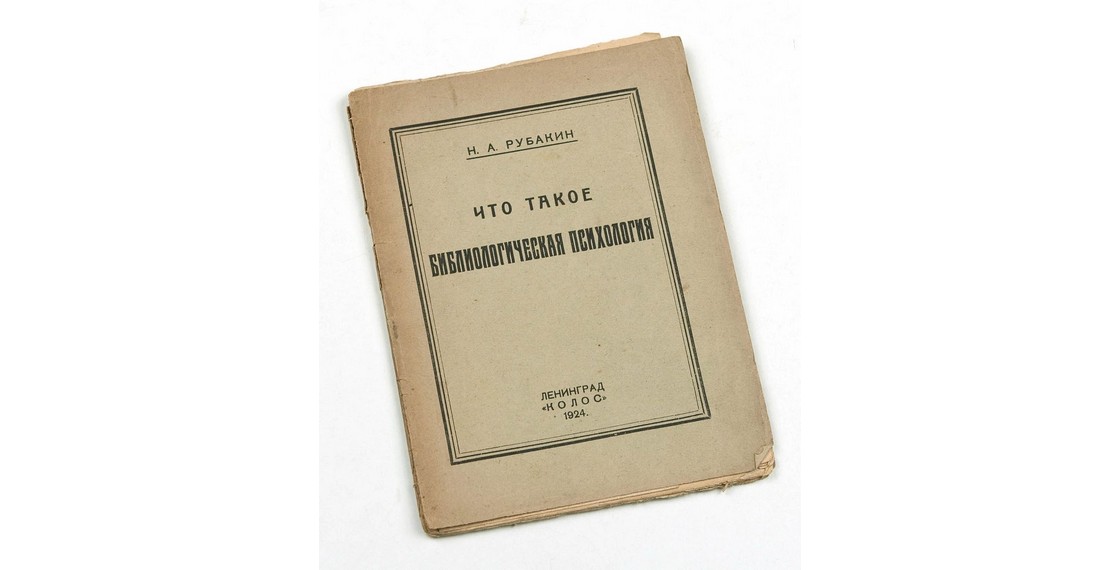 Н. А. РУБАКИН
ЧТО ТАКОЕ
БИБЛИОЛОГИЧЕСКАЯ ПСИХОЛОГИЯ
ЛЕНИНГРАД
«КОЛОС»
1924.